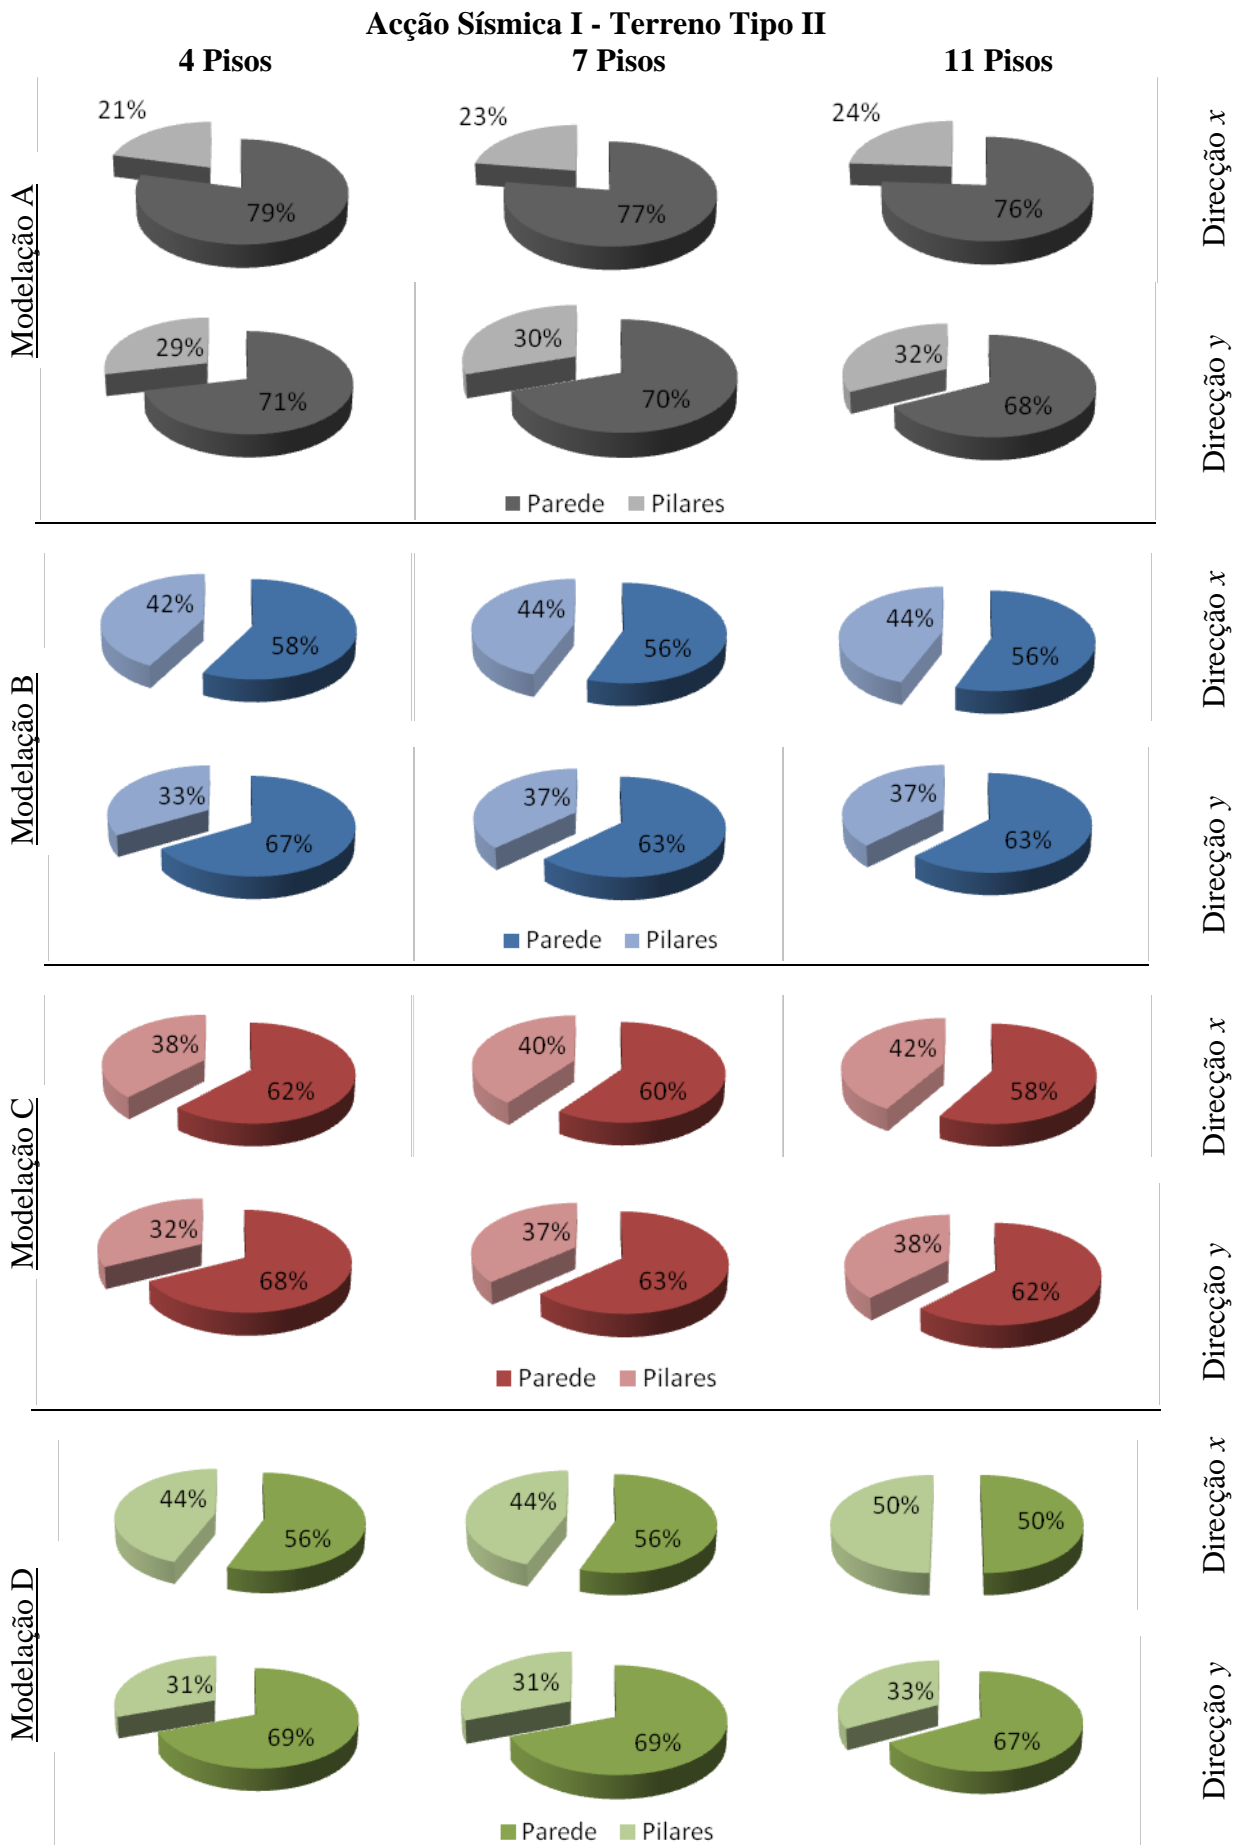 Acção Sísmica I - Terreno Tipo II
4 Pisos 7 Pisos 11 Pisos
Modelação A
21% 79% 23% 77% 24% 76%
Direcção x
29% 71% 30% 70% 32% 68%
Direcção y
Parede Pilares
Modelação B
42% 58% 44% 56% 44% 56%
Direcção x
33% 67% 37% 63% 37% 63%
Direcção y
Parede Pilares
Modelação C
38% 62% 40% 60% 42% 58%
Direcção x
32% 68% 37% 63% 38% 62%
Direcção y
Parede Pilares
Modelação D
44% 56% 44% 56% 50% 50%
Direcção x
31% 69% 31% 69% 33% 67%
Direcção y
Parede Pilares